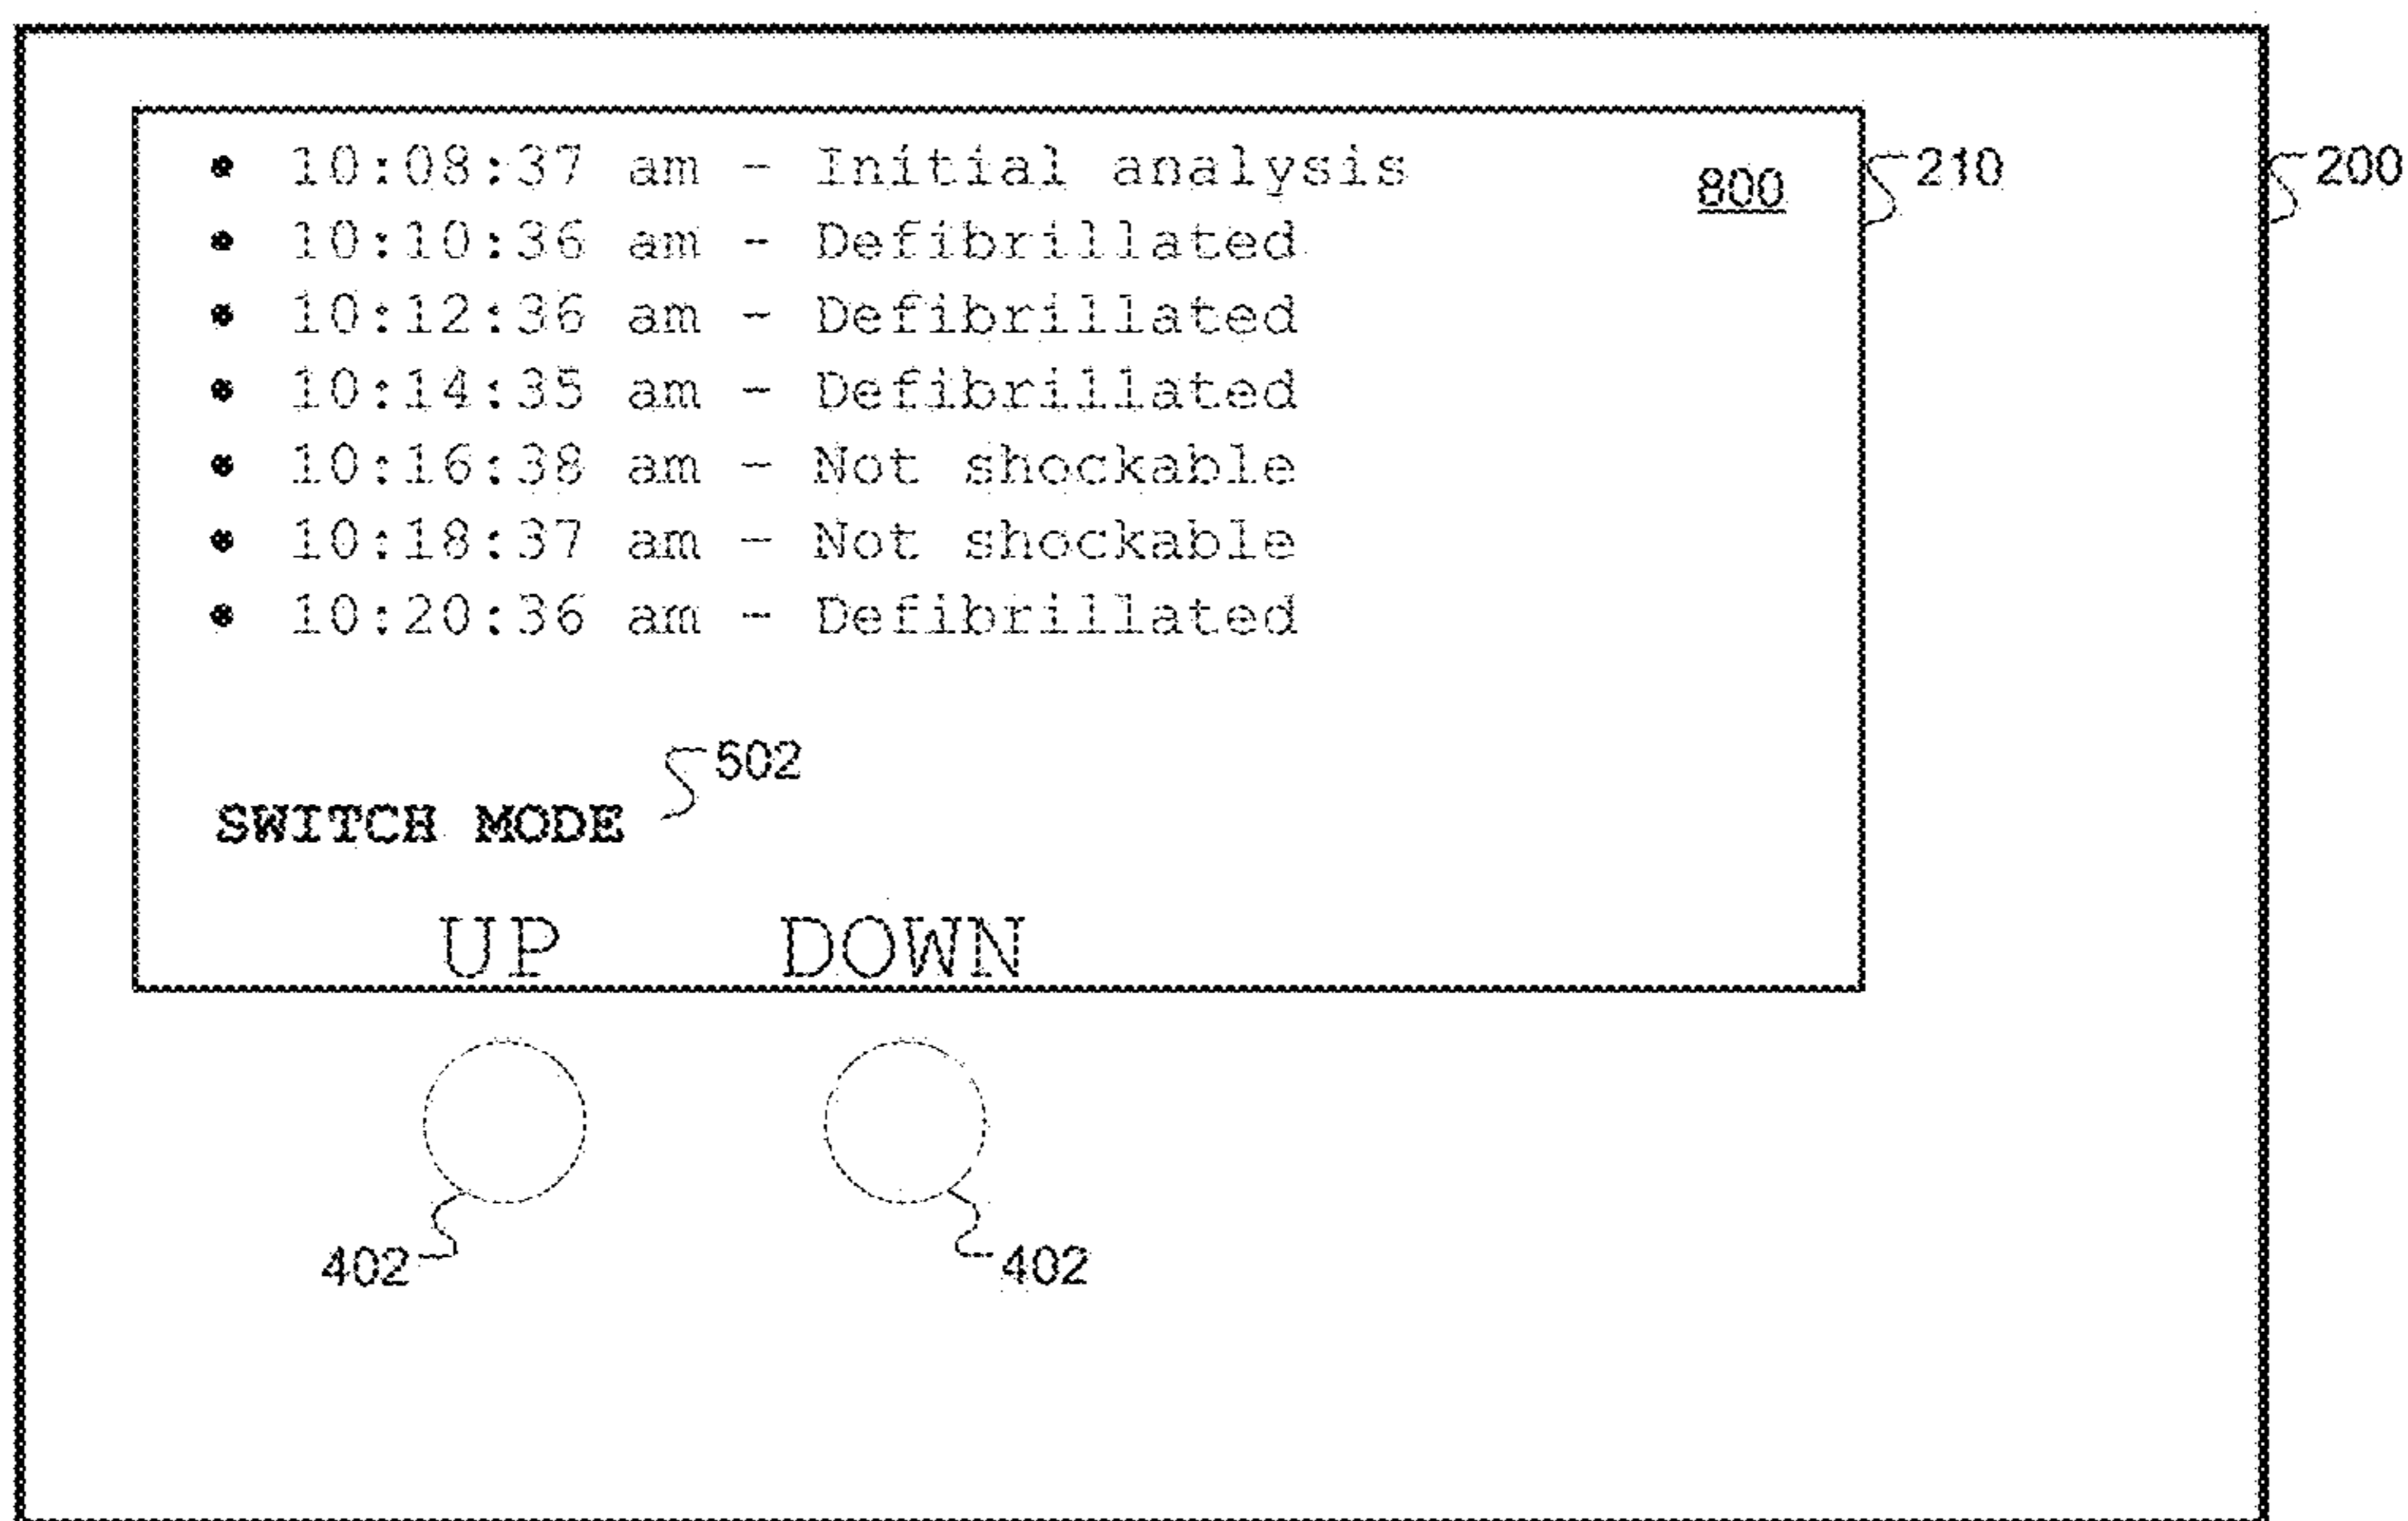 • 10:08:37 am - Initial analysis
800
210
200
• 10:10:36 am - Defibrillated
• 10:12:36 am - Defibrillated
• 10:14:35 am - Defibrillated
• 10:16:38 am - Not shockable
• 10:18:37 am - Not shockable
• 10:20:36 am - Defibrillated
502
SWITCH MODE
UP DOWN
402
402